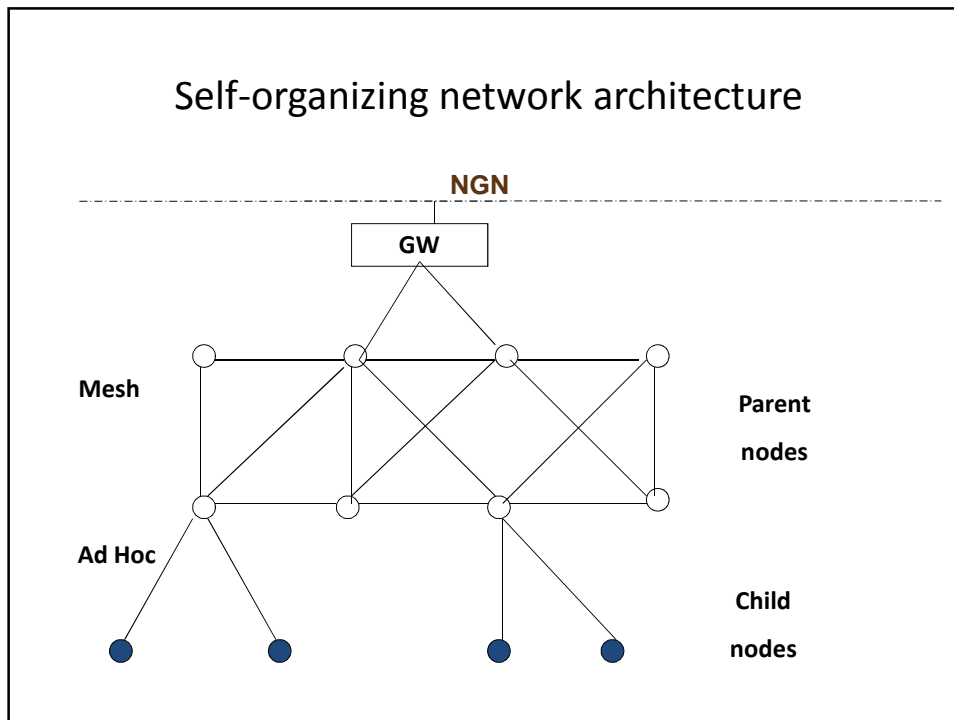 Self-organizing network architecture
NGN
GW
Mesh
Parent
nodes
Ad Hoc
Child
nodes